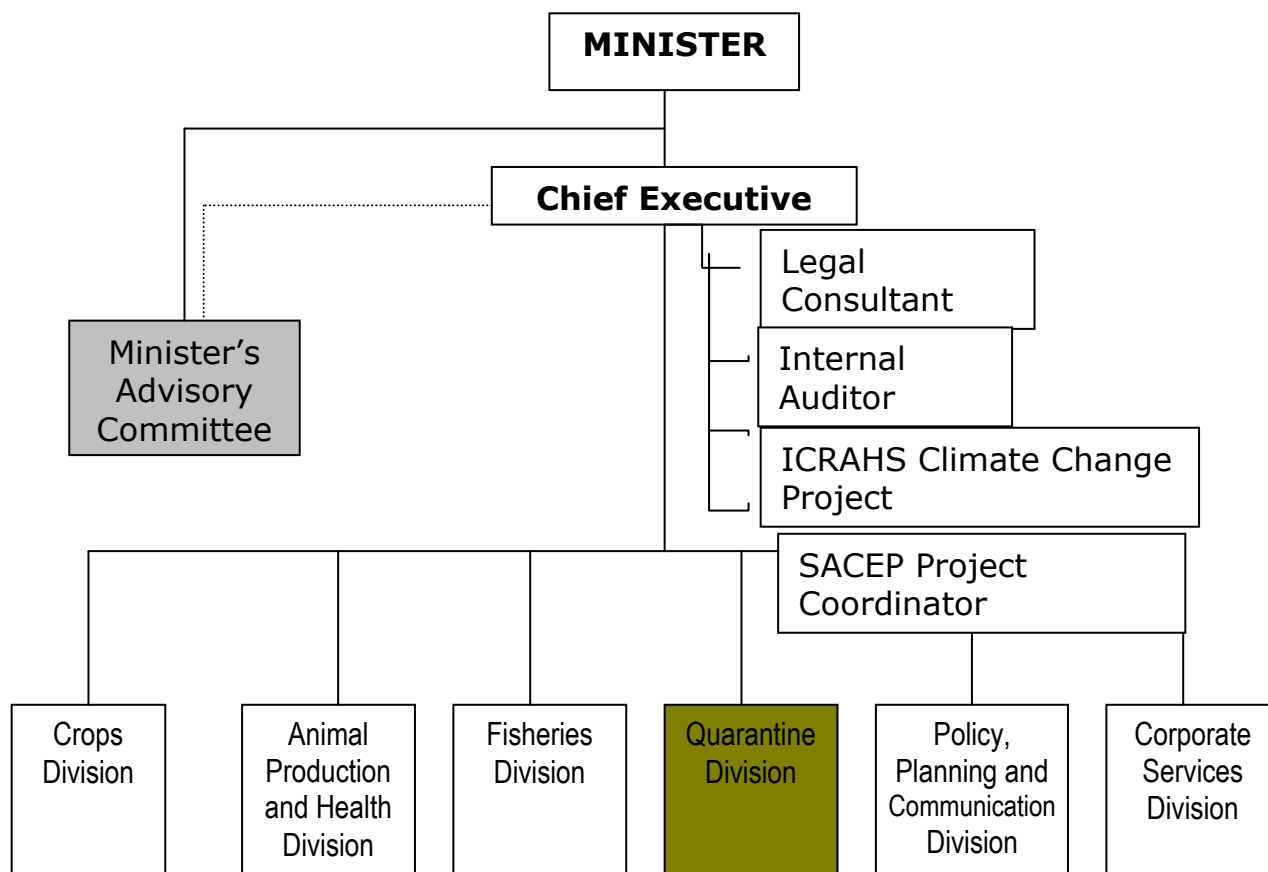 MINISTER
Chief Executive
Legal
Consultant
Minister’s
Advisory
Committee
Internal
Auditor
ICRAHS Climate Change
Project
SACEP Project
Coordinator
Crops
Division
Animal
Production
and Health
Division
Fisheries
Division
Quarantine
Division
Policy,
Planning and
Communication
Division
Corporate
Services
Division